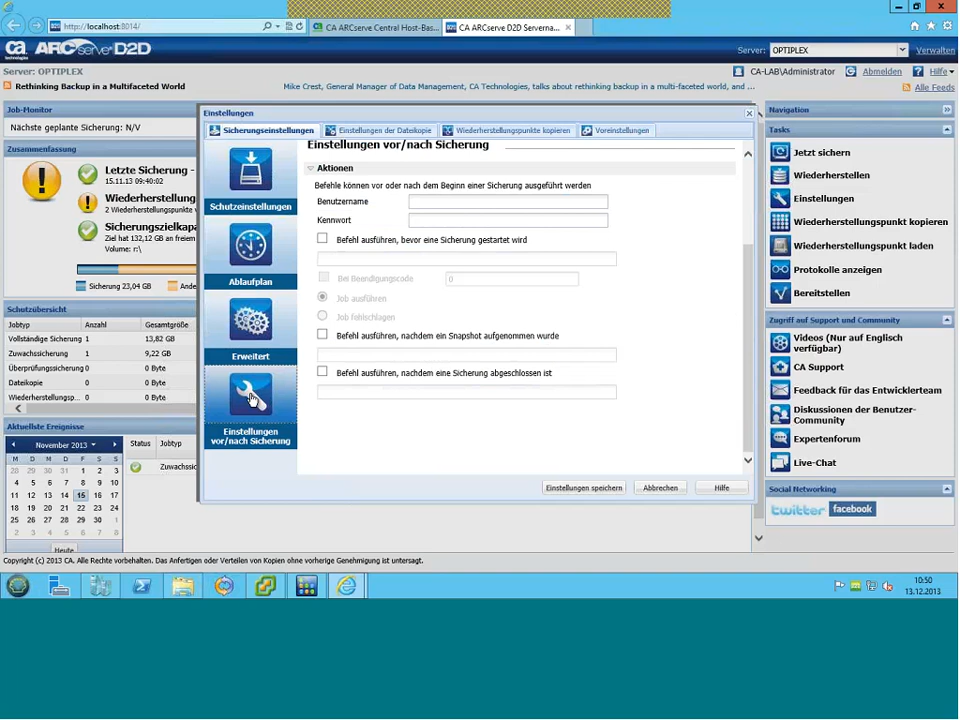 http://localhost:8014/
CA ARCserve Central Host-Bas...
CA ARCserve D2D Serverna...
ca ARCserve® D2D
technologies
Server: OPTIPLEX
Verwalten
Server: OPTIPLEX
CA-LAB\Administrator
Abmelden
Hilfe
Rethinking Backup in a Multifaceted World
Mike Crest, General Manager of Data Management, CA Technologies, talks about rethinking backup in a multi-faceted world, and ...
Alle Feeds
Job-Monitor
Nächste geplante Sicherung: N/V
Zusammenfassung
Letzte Sicherung -
15.11.13 09:40:02
Wiederherstellung
2 Wiederherstellungspunkte v
Sicherungszielkapa
Ziel hat 132,12 GB an freiem
Volume: r:\
Sicherung 23,04 GB
Ande
Schutzübersicht
Jobtyp Anzahl Gesamtgröße
Vollständige Sicherung 1 13,82 GB
Zuwachssicherung 1 9,22 GB
Überprüfungssicherung 0 0 Byte
Dateikopie 0 0 Byte
Wiederherstellungsp... 0 0 Byte
Aktuellste Ereignisse
November 2013
Status Jobtyp
M D M D F S S
28 29 30 31 1 2 3
4 5 6 7 8 9 10
11 12 13 14 15 16 17
18 19 20 21 22 23 24
25 26 27 28 29 30 1
2 3 4 5 6 7 8
Heute
Zuwachssic
Einstellungen
Sicherungseinstellungen
Einstellungen der Dateikopie
Wiederherstellungspunkte kopieren
Voreinstellungen
Schutzeinstellungen
Ablaufplan
Erweitert
Einstellungen
vor/nach Sicherung
Einstellungen vor/nach Sicherung
Aktionen
Befehle können vor oder nach dem Beginn einer Sicherung ausgeführt werden
Benutzername
Kennwort
Befehl ausführen, bevor eine Sicherung gestartet wird
Bei Beendigungscode 0
Job ausführen
Job fehlschlagen
Befehl ausführen, nachdem ein Snapshot aufgenommen wurde
Befehl ausführen, nachdem eine Sicherung abgeschlossen ist
Einstellungen speichern
Abbrechen
Hilfe
Navigation
Tasks
Jetzt sichern
Wiederherstellen
Einstellungen
Wiederherstellungspunkt kopieren
Wiederherstellungspunkt laden
Protokolle anzeigen
Bereitstellen
Zugriff auf Support und Community
Videos (Nur auf Englisch
verfügbar)
CA Support
Feedback für das Entwicklerteam
Diskussionen der Benutzer-
Community
Expertenforum
Live-Chat
Social Networking
twitter
facebook
Copyright (c) 2013 CA. Alle Rechte vorbehalten. Das Anfertigen oder Verteilen von Kopien ohne vorherige Genehmigung ist untersagt.
10:50
13.12.2013